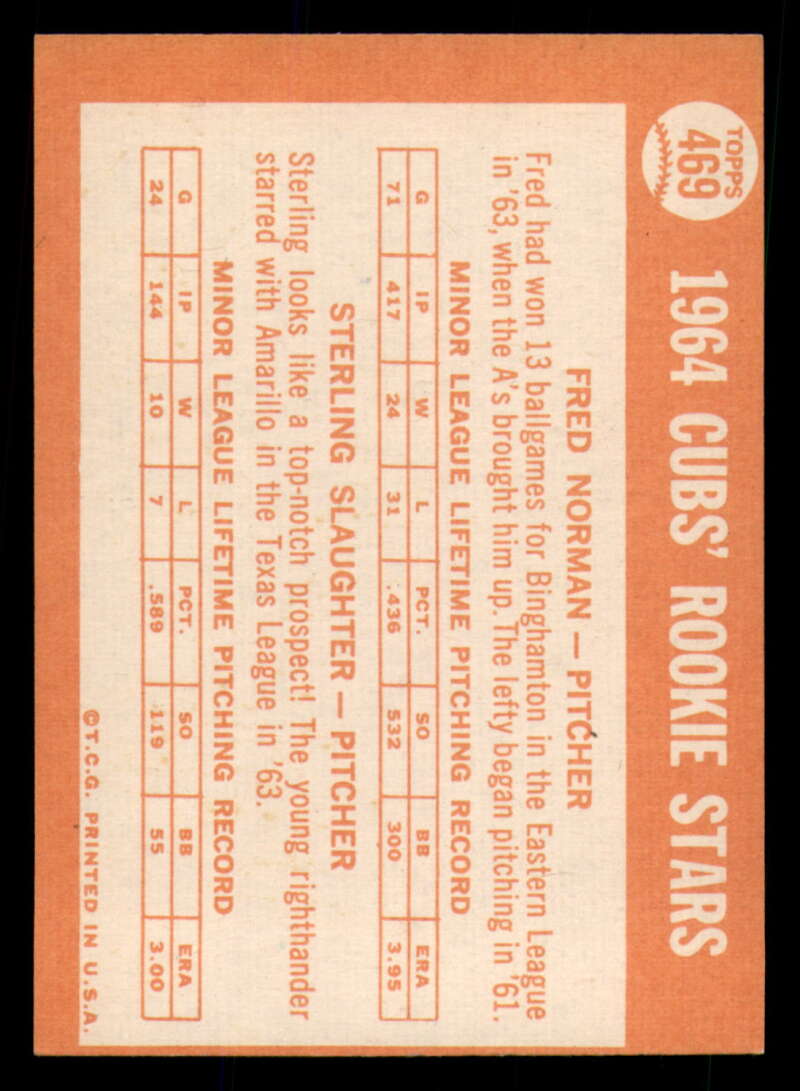 TOPPS
469
1964 CUBS' ROOKIE STARS
FRED NORMAN — PITCHER
Fred had won 13 ballgames for Binghamton in the Eastern League
in '63, when the A's brought him up. The lefty began pitching in '61.
MINOR LEAGUE LIFETIME PITCHING RECORD
G IP W L PCT. SO BB ERA
71 417 24 31 .436 532 300 3.95
STERLING SLAUGHTER — PITCHER
Sterling looks like a top-notch prospect! The young righthander
starred with Amarillo in the Texas League in '63.
MINOR LEAGUE LIFETIME PITCHING RECORD
G IP W L PCT. SO BB ERA
24 144 10 7 .589 119 55 3.00
©T.C.G. PRINTED IN U.S.A.